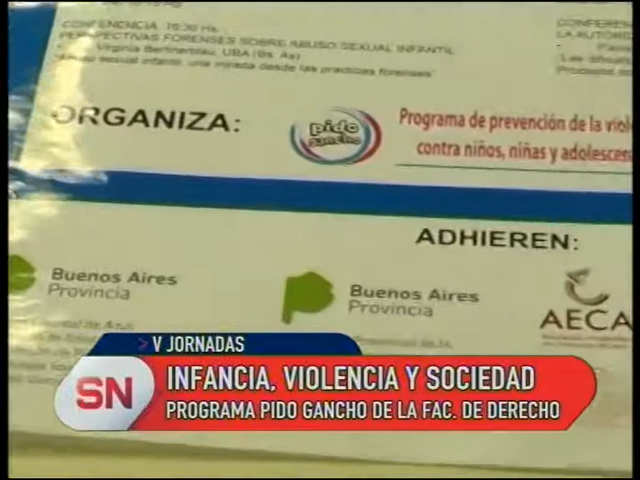 CONFERENCIA 16:30 Hs.
PERSPECTIVAS FORENSES SOBRE ABUSO SEXUAL INFANTIL
Virginia Berlinerblau, UBA (Bs. As)
"Abuso sexual infantil, una mirada desde las practicas forenses"
CONFERE
LA AUTORI
ORGANIZA:
pido gancho
Programa de prevención de la viol
contra niños, niñas y adolescen
ADHIEREN:
Buenos Aires
Provincia
Buenos Aires
Provincia
AECA
> V JORNADAS
SN
INFANCIA, VIOLENCIA Y SOCIEDAD
PROGRAMA PIDO GANCHO DE LA FAC. DE DERECHO